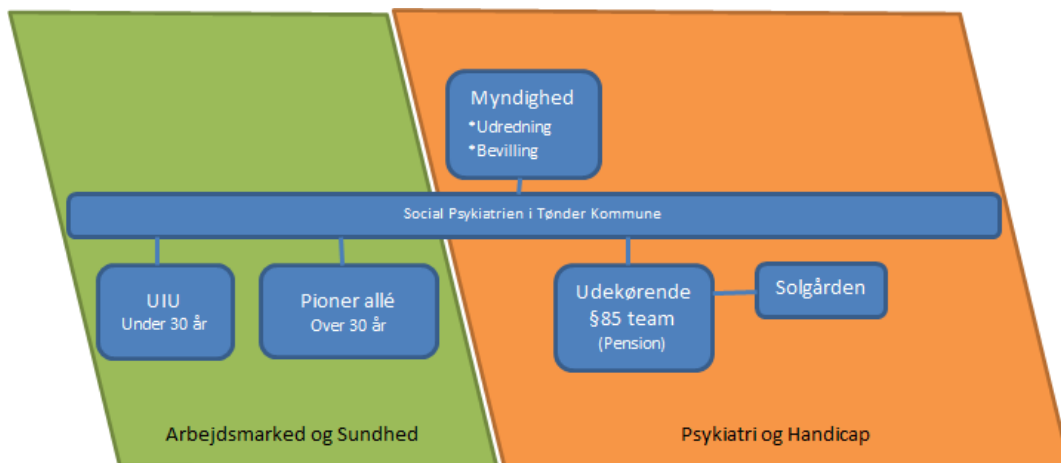 Myndighed
*Udredning
*Bevilling
Social Psykiatrien i Tønder Kommune
UIU
Under 30 år
Pioner allé
Over 30 år
Udekørende
§85 team
(Pension)
Solgården
Arbejdsmarked og Sundhed
Psykiatri og Handicap